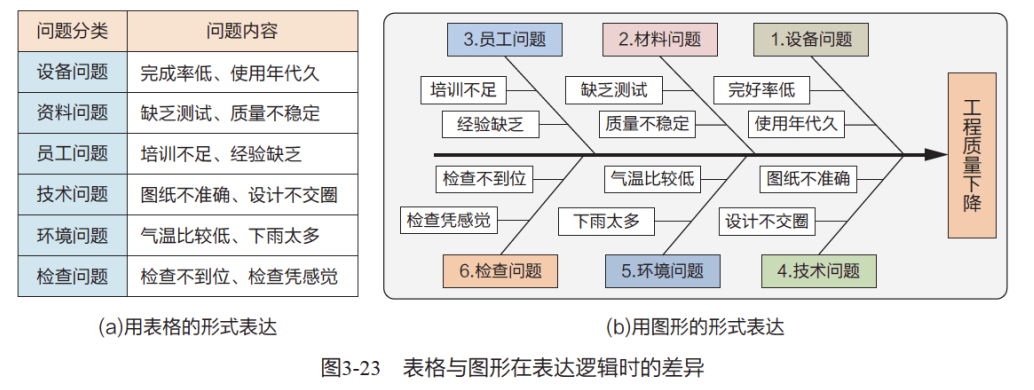 问题分类 问题内容
设备问题 完成率低、使用年代久
资料问题 缺乏测试、质量不稳定
员工问题 培训不足、经验缺乏
技术问题 图纸不准确、设计不交圈
环境问题 气温比较低、下雨太多
检查问题 检查不到位、检查凭感觉
(a)用表格的形式表达
3.员工问题 2.材料问题 1.设备问题
培训不足 缺乏测试 完好率低
经验缺乏 质量不稳定 使用年代久
工程质量下降
检查不到位 气温比较低 图纸不准确
检查凭感觉 下雨太多 设计不交圈
6.检查问题 5.环境问题 4.技术问题
(b)用图形的形式表达
图3-23 表格与图形在表达逻辑时的差异